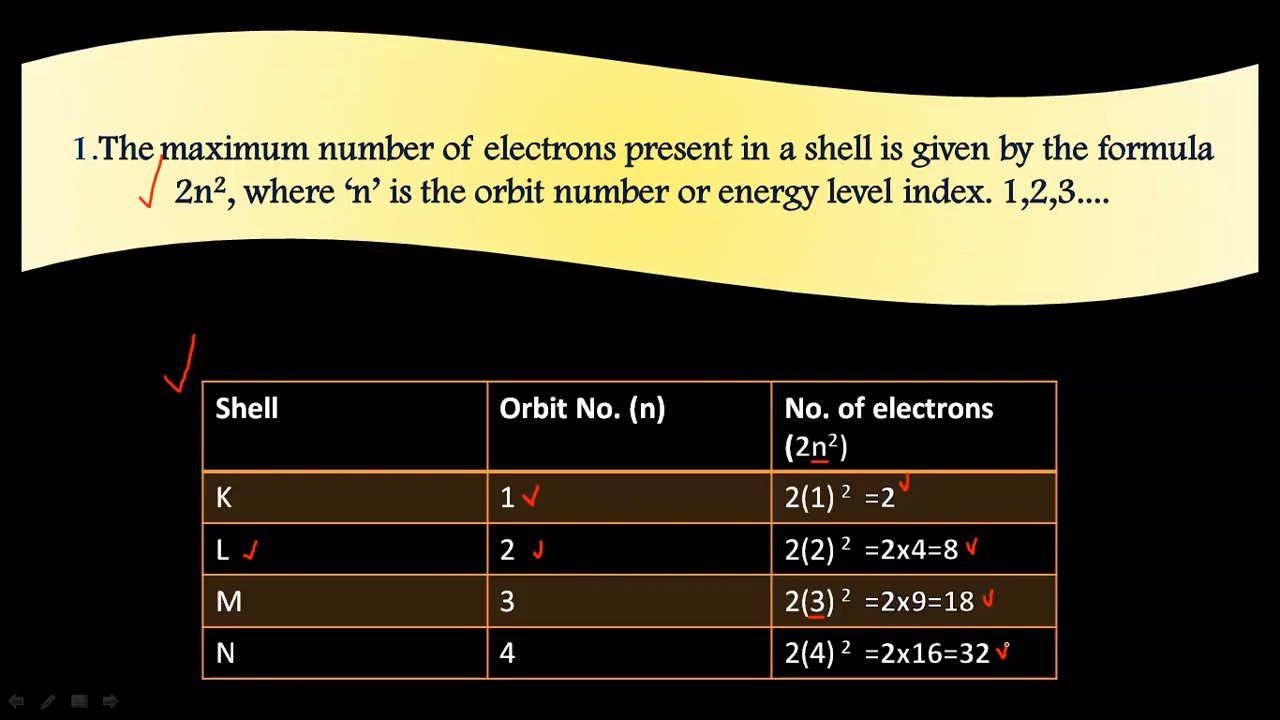 1.The maximum number of electrons present in a shell is given by the formula
2n², where ‘n’ is the orbit number or energy level index. 1,2,3....
Shell Orbit No. (n) No. of electrons
(2n²)
K 1 2(1) ² =2
L 2 2(2) ² =2x4=8
M 3 2(3) ² =2x9=18
N 4 2(4) ² =2x16=32